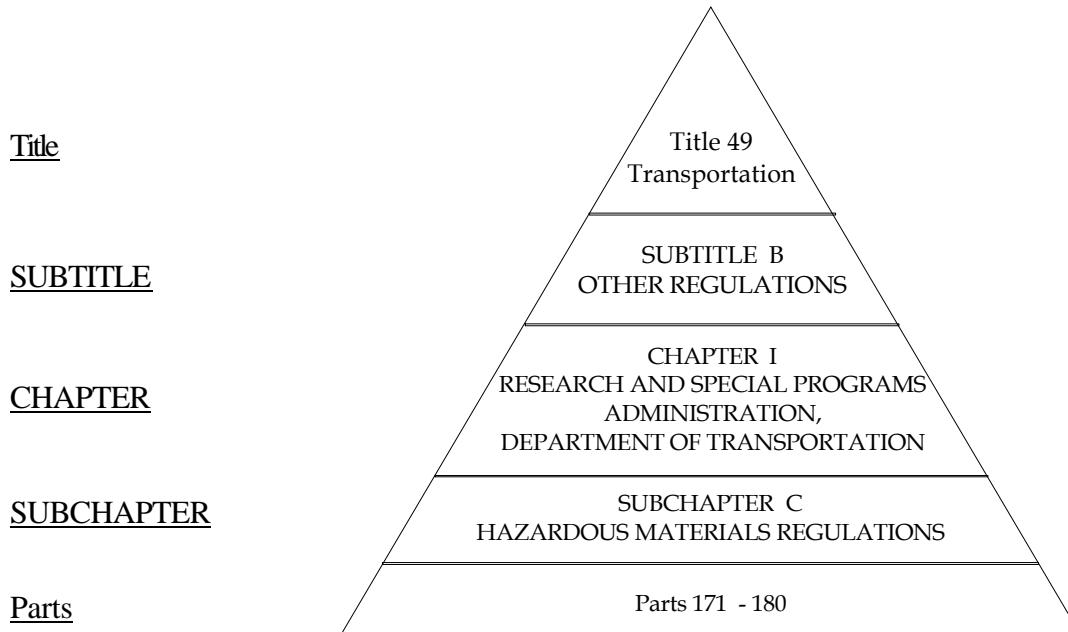 Title
Title 49
Transportation
SUBTITLE
SUBTITLE B
OTHER REGULATIONS
CHAPTER
CHAPTER I
RESEARCH AND SPECIAL PROGRAMS
ADMINISTRATION,
DEPARTMENT OF TRANSPORTATION
SUBCHAPTER
SUBCHAPTER C
HAZARDOUS MATERIALS REGULATIONS
Parts
Parts 171 - 180